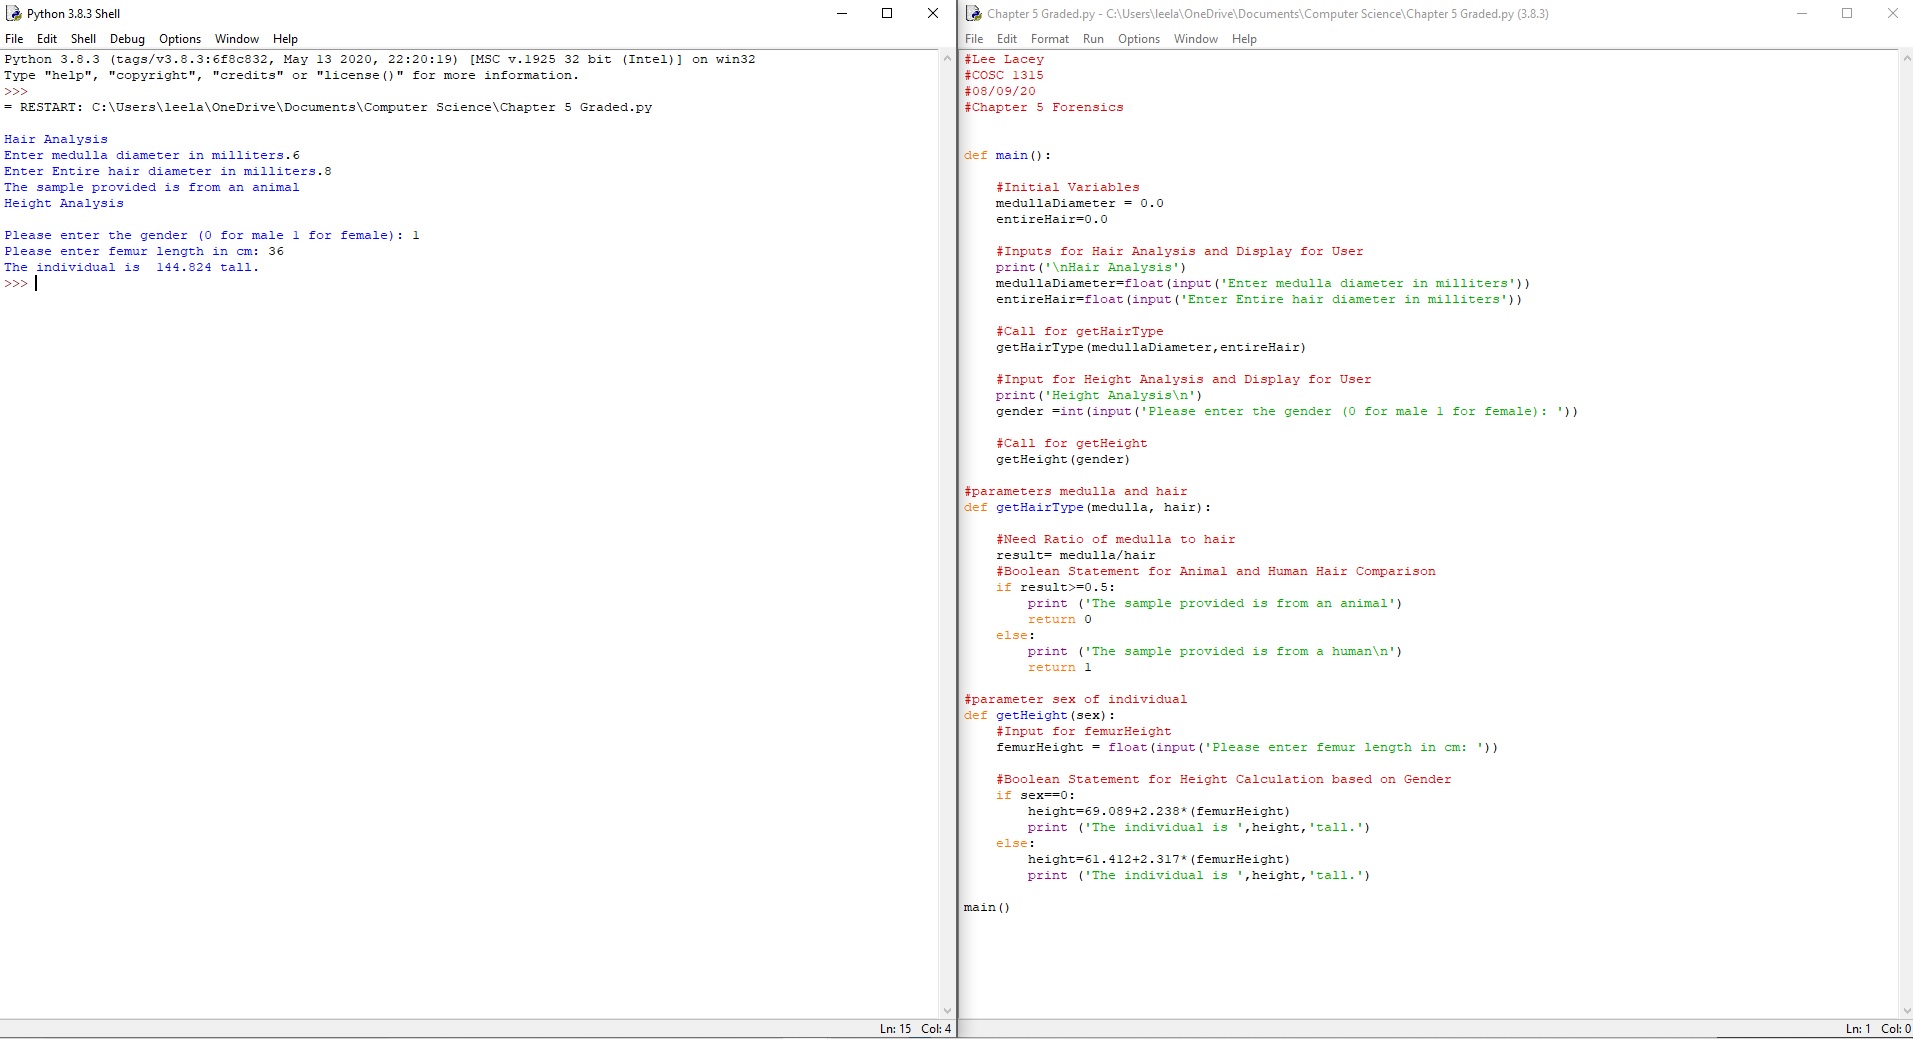 Python 3.8.3 Shell
File Edit Shell Debug Options Window Help
Python 3.8.3 (tags/v3.8.3:6f8c832, May 13 2020, 22:20:19) [MSC v.1925 32 bit (Intel)] on win32
Type "help", "copyright", "credits" or "license()" for more information.
>>>
= RESTART: C:\Users\leela\OneDrive\Documents\Computer Science\Chapter 5 Graded.py
Hair Analysis
Enter medulla diameter in milliters.6
Enter Entire hair diameter in milliters.8
The sample provided is from an animal
Height Analysis
Please enter the gender (0 for male 1 for female): 1
Please enter femur length in cm: 36
The individual is  144.824 tall.
>>>
Ln: 15 Col: 4
Chapter 5 Graded.py - C:\Users\leela\OneDrive\Documents\Computer Science\Chapter 5 Graded.py (3.8.3)
File Edit Format Run Options Window Help
#Lee Lacey
#COSC 1315
#08/09/20
#Chapter 5 Forensics
def main():
    #Initial Variables
    medullaDiameter = 0.0
    entireHair=0.0
    #Inputs for Hair Analysis and Display for User
    print('\nHair Analysis')
    medullaDiameter=float(input('Enter medulla diameter in milliters'))
    entireHair=float(input('Enter Entire hair diameter in milliters'))
    #Call for getHairType
    getHairType(medullaDiameter,entireHair)
    #Input for Height Analysis and Display for User
    print('Height Analysis\n')
    gender =int(input('Please enter the gender (0 for male 1 for female): '))
    #Call for getHeight
    getHeight(gender)
#parameters medulla and hair
def getHairType(medulla, hair):
    #Need Ratio of medulla to hair
    result= medulla/hair
    #Boolean Statement for Animal and Human Hair Comparison
    if result>=0.5:
        print ('The sample provided is from an animal')
        return 0
    else:
        print ('The sample provided is from a human\n')
        return 1
#parameter sex of individual
def getHeight(sex):
    #Input for femurHeight
    femurHeight = float(input('Please enter femur length in cm: '))
    #Boolean Statement for Height Calculation based on Gender
    if sex==0:
        height=69.089+2.238*(femurHeight)
        print ('The individual is ',height,'tall.')
    else:
        height=61.412+2.317*(femurHeight)
        print ('The individual is ',height,'tall.')
main()
Ln: 1 Col: 0